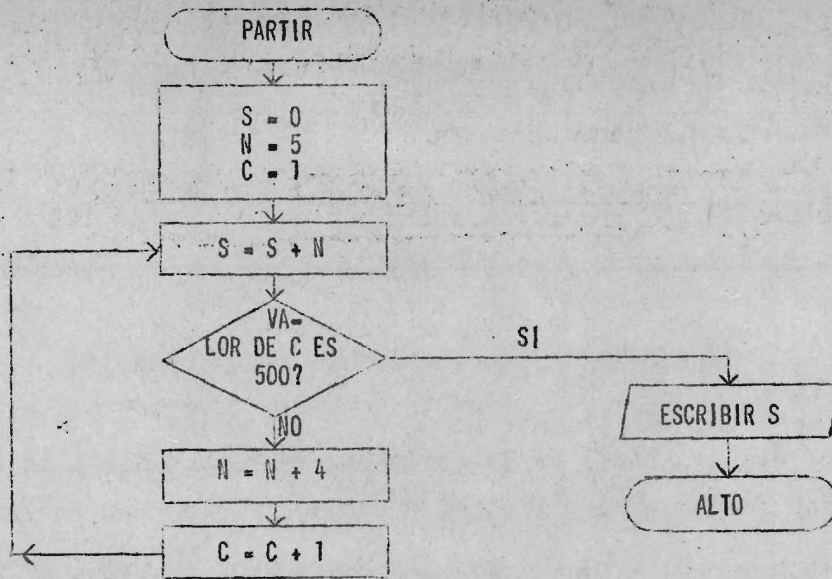 PARTIR
S = 0
N = 5
C = 1
S = S + N
VA-
LOR DE C ES
500?
SI
NO
ESCRIBIR S
N = N + 4
ALTO
C = C + 1